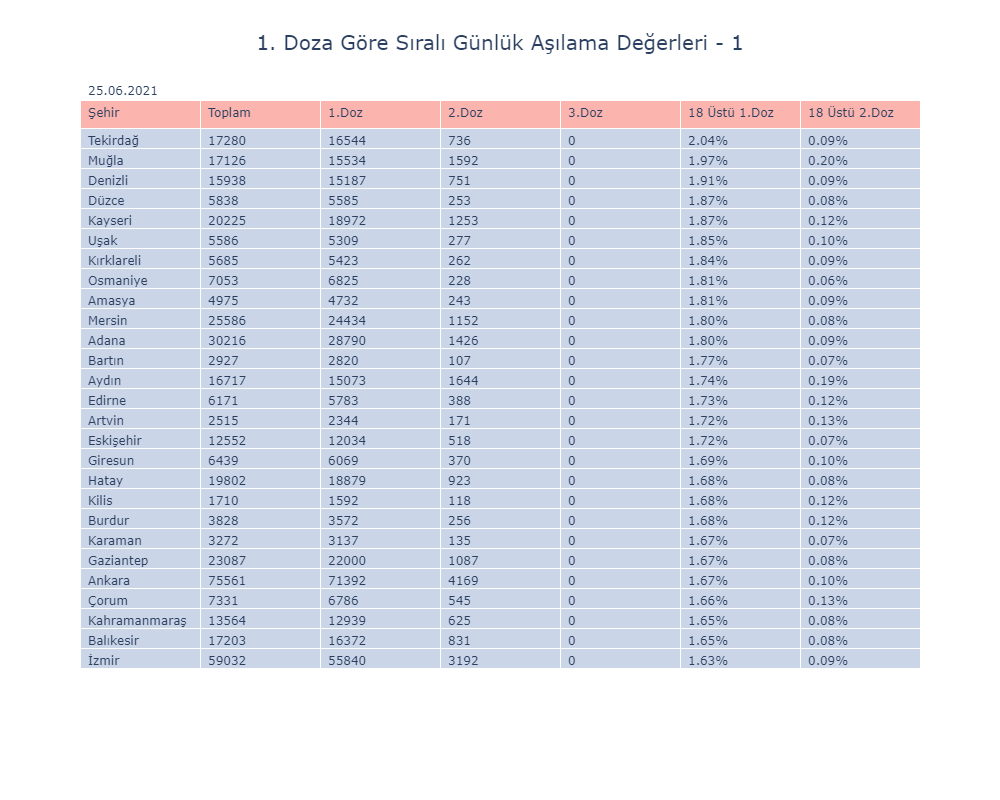 1. Doza Göre Sıralı Günlük Aşılama Değerleri - 1
25.06.2021
Şehir Toplam 1.Doz 2.Doz 3.Doz 18 Üstü 1.Doz 18 Üstü 2.Doz
Tekirdağ 17280 16544 736 0 2.04% 0.09%
Muğla 17126 15534 1592 0 1.97% 0.20%
Denizli 15938 15187 751 0 1.91% 0.09%
Düzce 5838 5585 253 0 1.87% 0.08%
Kayseri 20225 18972 1253 0 1.87% 0.12%
Uşak 5586 5309 277 0 1.85% 0.10%
Kırklareli 5685 5423 262 0 1.84% 0.09%
Osmaniye 7053 6825 228 0 1.81% 0.06%
Amasya 4975 4732 243 0 1.81% 0.09%
Mersin 25586 24434 1152 0 1.80% 0.08%
Adana 30216 28790 1426 0 1.80% 0.09%
Bartın 2927 2820 107 0 1.77% 0.07%
Aydın 16717 15073 1644 0 1.74% 0.19%
Edirne 6171 5783 388 0 1.73% 0.12%
Artvin 2515 2344 171 0 1.72% 0.13%
Eskişehir 12552 12034 518 0 1.72% 0.07%
Giresun 6439 6069 370 0 1.69% 0.10%
Hatay 19802 18879 923 0 1.68% 0.08%
Kilis 1710 1592 118 0 1.68% 0.12%
Burdur 3828 3572 256 0 1.68% 0.12%
Karaman 3272 3137 135 0 1.67% 0.07%
Gaziantep 23087 22000 1087 0 1.67% 0.08%
Ankara 75561 71392 4169 0 1.67% 0.10%
Çorum 7331 6786 545 0 1.66% 0.13%
Kahramanmaraş 13564 12939 625 0 1.65% 0.08%
Balıkesir 17203 16372 831 0 1.65% 0.08%
İzmir 59032 55840 3192 0 1.63% 0.09%